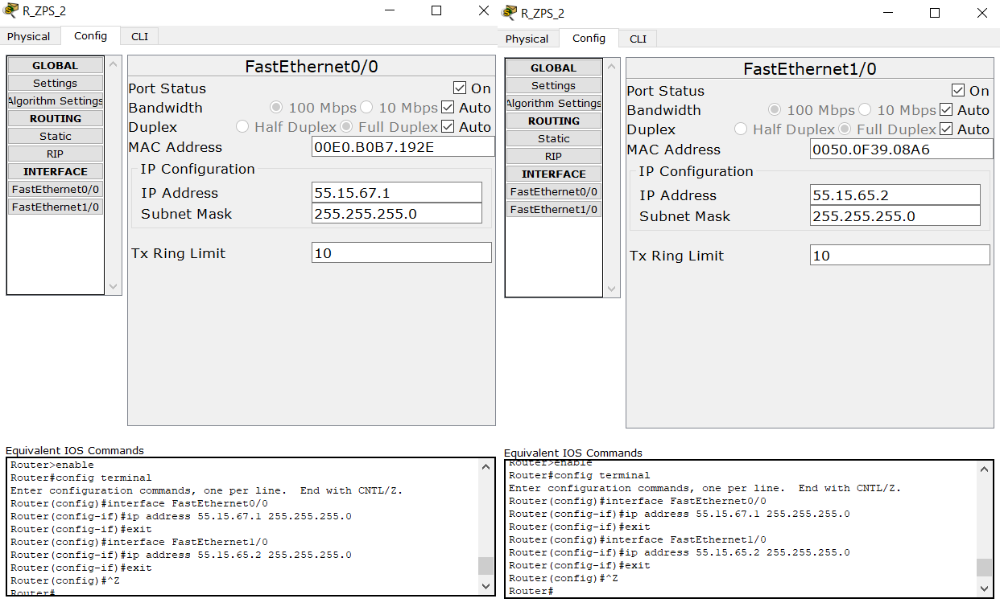 R_ZPS_2
Physical Config CLI
GLOBAL
Settings
Algorithm Settings
ROUTING
Static
RIP
INTERFACE
FastEthernet0/0
FastEthernet1/0
FastEthernet0/0
Port Status On
Bandwidth 100 Mbps 10 Mbps Auto
Duplex Half Duplex Full Duplex Auto
MAC Address 00E0.B0B7.192E
IP Configuration
IP Address 55.15.67.1
Subnet Mask 255.255.255.0
Tx Ring Limit 10
Equivalent IOS Commands
Router>enable
Router#config terminal
Enter configuration commands, one per line.  End with CNTL/Z.
Router(config)#interface FastEthernet0/0
Router(config-if)#ip address 55.15.67.1 255.255.255.0
Router(config-if)#exit
Router(config)#interface FastEthernet1/0
Router(config-if)#ip address 55.15.65.2 255.255.255.0
Router(config-if)#exit
Router(config)#^Z
Router#
R_ZPS_2
Physical Config CLI
GLOBAL
Settings
Algorithm Settings
ROUTING
Static
RIP
INTERFACE
FastEthernet0/0
FastEthernet1/0
FastEthernet1/0
Port Status On
Bandwidth 100 Mbps 10 Mbps Auto
Duplex Half Duplex Full Duplex Auto
MAC Address 0050.0F39.08A6
IP Configuration
IP Address 55.15.65.2
Subnet Mask 255.255.255.0
Tx Ring Limit 10
Equivalent IOS Commands
Router>enable
Router#config terminal
Enter configuration commands, one per line.  End with CNTL/Z.
Router(config)#interface FastEthernet0/0
Router(config-if)#ip address 55.15.67.1 255.255.255.0
Router(config-if)#exit
Router(config)#interface FastEthernet1/0
Router(config-if)#ip address 55.15.65.2 255.255.255.0
Router(config-if)#exit
Router(config)#^Z
Router#